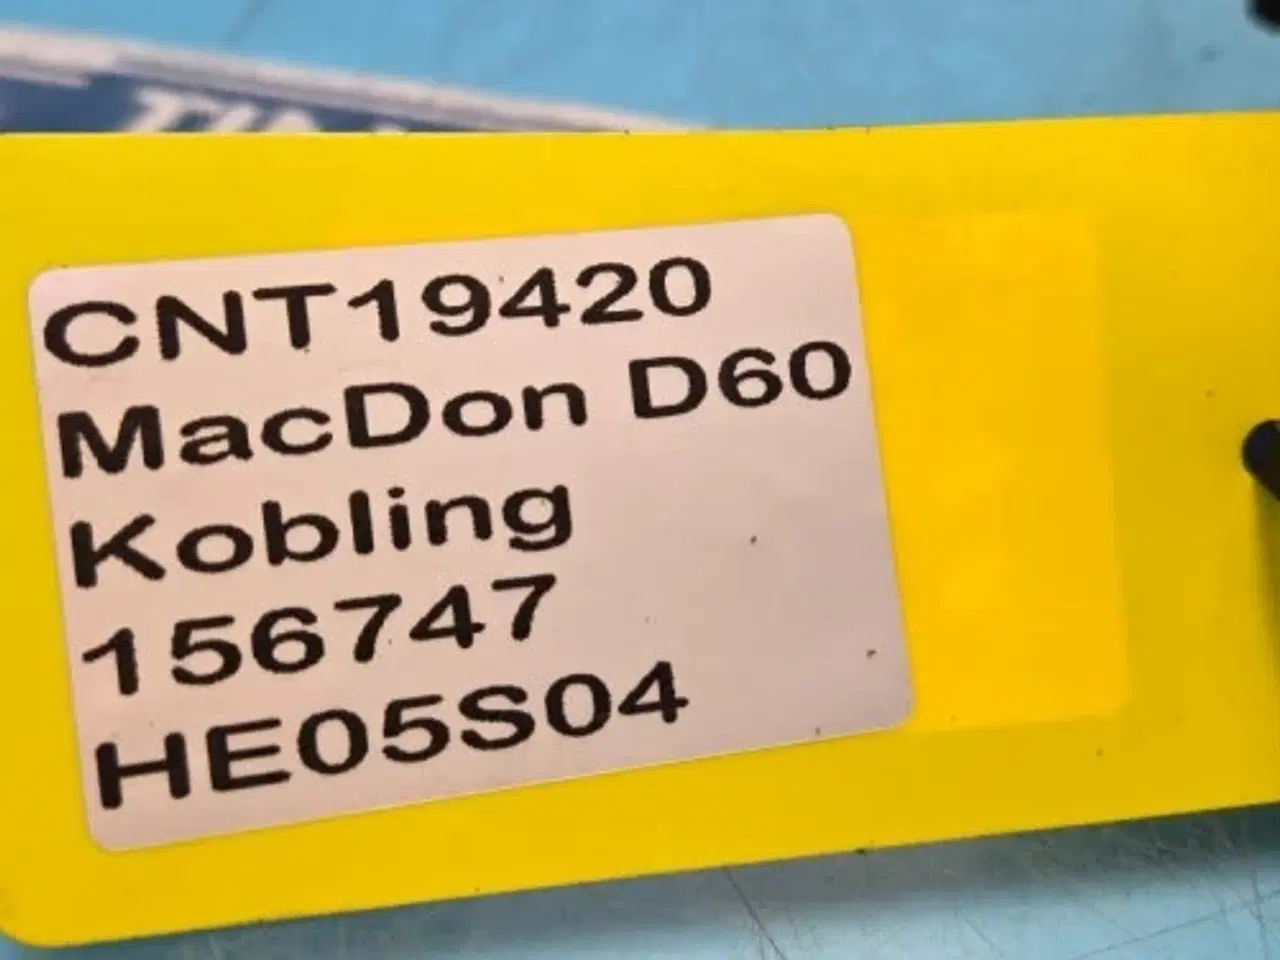 CNT19420
MacDon D60
Kobling
156747
HE05S04